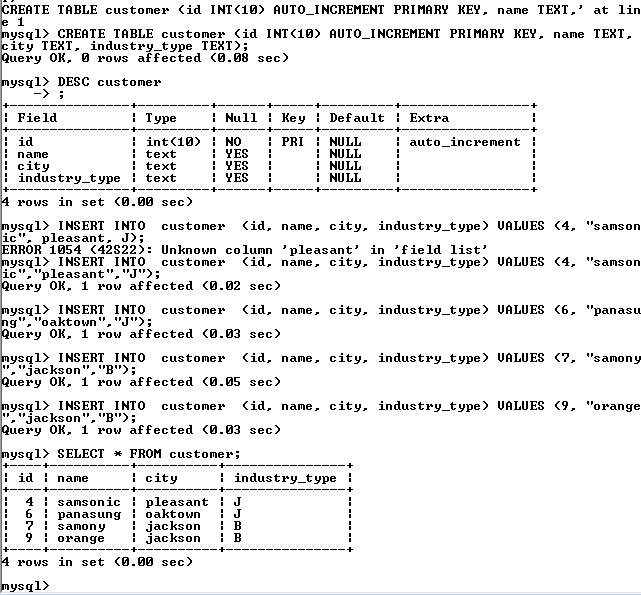 CREATE TABLE customer (id INT(10) AUTO_INCREMENT PRIMARY KEY, name TEXT,' at lin
e 1
mysql> CREATE TABLE customer (id INT(10) AUTO_INCREMENT PRIMARY KEY, name TEXT,
city TEXT, industry_type TEXT);
Query OK, 0 rows affected (0.08 sec)
mysql> DESC customer
-> ;
+---------------+---------+------+-----+---------+----------------+
| Field         | Type    | Null | Key | Default | Extra          |
+---------------+---------+------+-----+---------+----------------+
| id            | int(10) | NO   | PRI | NULL    | auto_increment |
| name          | text    | YES  |     | NULL    |                |
| city          | text    | YES  |     | NULL    |                |
| industry_type | text    | YES  |     | NULL    |                |
+---------------+---------+------+-----+---------+----------------+
4 rows in set (0.00 sec)
mysql> INSERT INTO  customer  (id, name, city, industry_type) VALUES (4, "samson
ic", pleasant, J);
ERROR 1054 (42S22): Unknown column 'pleasant' in 'field list'
mysql> INSERT INTO  customer  (id, name, city, industry_type) VALUES (4, "samson
ic","pleasant","J");
Query OK, 1 row affected (0.02 sec)
mysql> INSERT INTO  customer  (id, name, city, industry_type) VALUES (6, "panasu
ng","oaktown","J");
Query OK, 1 row affected (0.03 sec)
mysql> INSERT INTO  customer  (id, name, city, industry_type) VALUES (7, "samony
","jackson","B");
Query OK, 1 row affected (0.05 sec)
mysql> INSERT INTO  customer  (id, name, city, industry_type) VALUES (9, "orange
","jackson","B");
Query OK, 1 row affected (0.03 sec)
mysql> SELECT * FROM customer;
+----+----------+----------+---------------+
| id | name     | city     | industry_type |
+----+----------+----------+---------------+
|  4 | samsonic | pleasant | J             |
|  6 | panasung | oaktown  | J             |
|  7 | samony   | jackson  | B             |
|  9 | orange   | jackson  | B             |
+----+----------+----------+---------------+
4 rows in set (0.00 sec)
mysql>